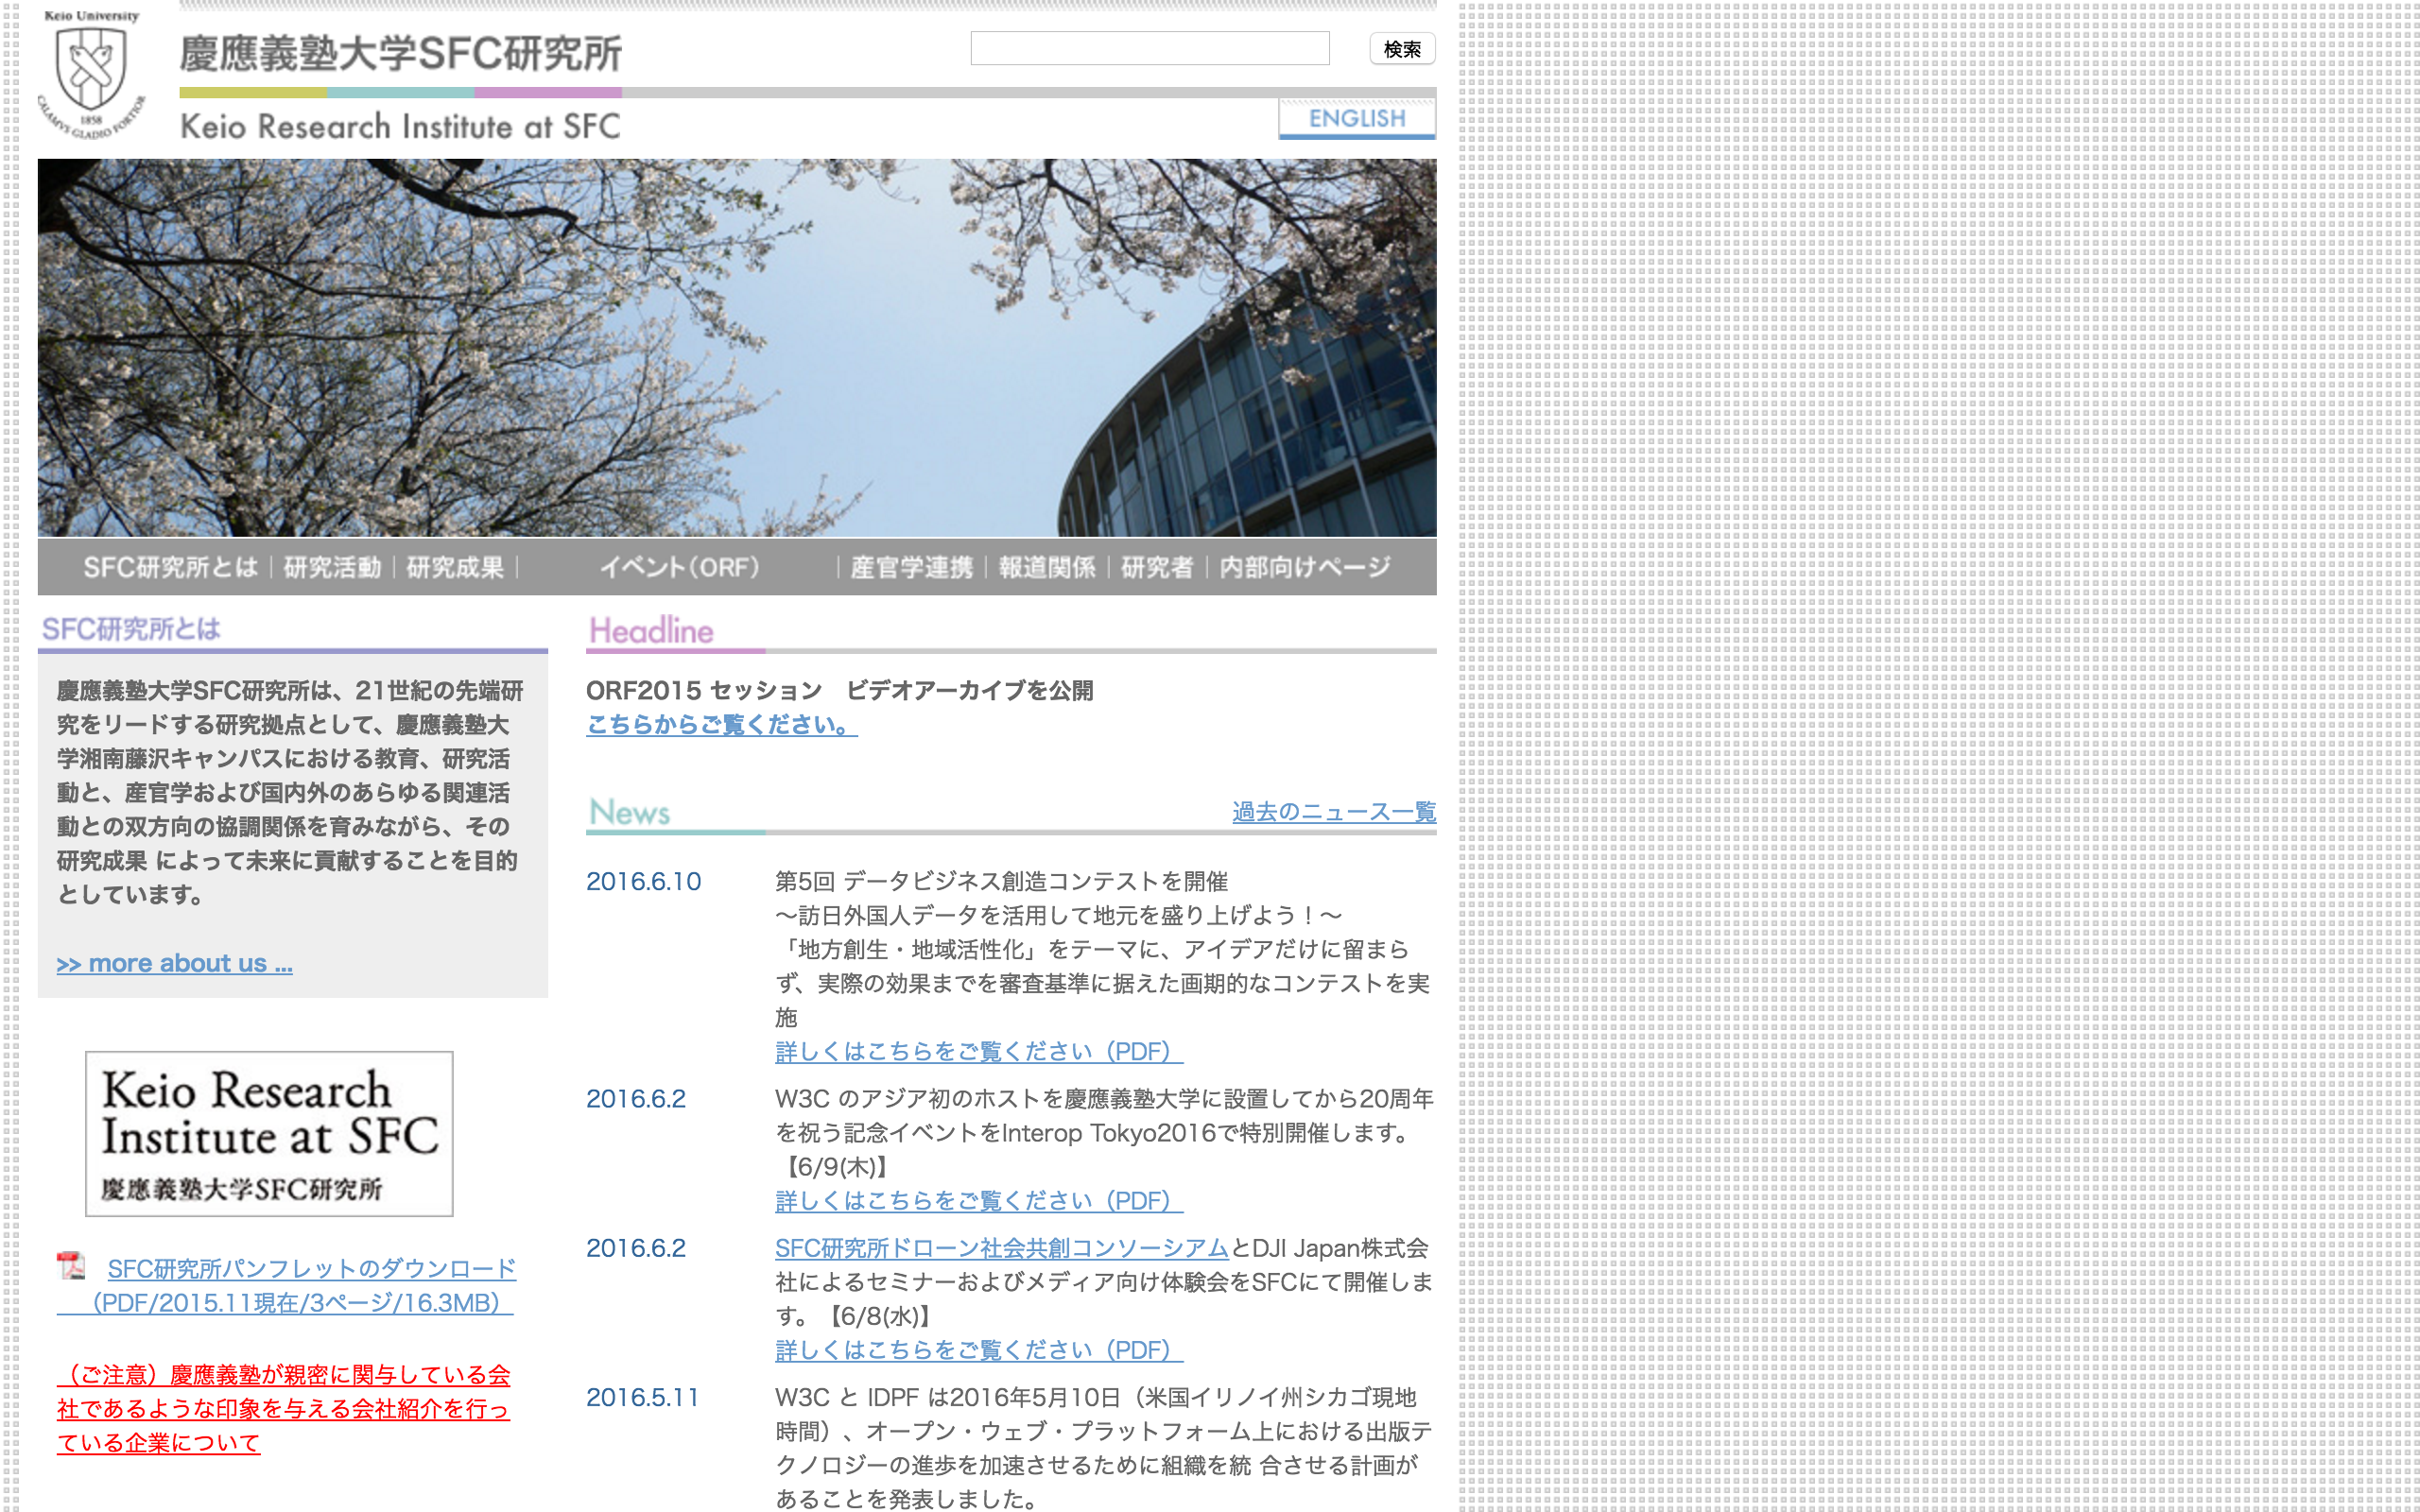 Keio University
1858
CALAMVS GLADIO FORTIOR
慶應義塾大学SFC研究所
検索
Keio Research Institute at SFC
ENGLISH
SFC研究所とは｜研究活動｜研究成果｜ イベント（ORF） ｜産官学連携｜報道関係｜研究者｜内部向けページ
SFC研究所とは
慶應義塾大学SFC研究所は、21世紀の先端研
究をリードする研究拠点として、慶應義塾大
学湘南藤沢キャンパスにおける教育、研究活
動と、産官学および国内外のあらゆる関連活
動との双方向の協調関係を育みながら、その
研究成果 によって未来に貢献することを目的
としています。
>> more about us ...
Keio Research
Institute at SFC
慶應義塾大学SFC研究所
SFC研究所パンフレットのダウンロード
（PDF/2015.11現在/3ページ/16.3MB）
（ご注意）慶應義塾が親密に関与している会
社であるような印象を与える会社紹介を行っ
ている企業について
Headline
ORF2015 セッション　ビデオアーカイブを公開
こちらからご覧ください。
News
過去のニュース一覧
2016.6.10
第5回 データビジネス創造コンテストを開催
〜訪日外国人データを活用して地元を盛り上げよう！〜
「地方創生・地域活性化」をテーマに、アイデアだけに留まら
ず、実際の効果までを審査基準に据えた画期的なコンテストを実
施
詳しくはこちらをご覧ください（PDF）
2016.6.2
W3C のアジア初のホストを慶應義塾大学に設置してから20周年
を祝う記念イベントをInterop Tokyo2016で特別開催します。
【6/9(木)】
詳しくはこちらをご覧ください（PDF）
2016.6.2
SFC研究所ドローン社会共創コンソーシアムとDJI Japan株式会
社によるセミナーおよびメディア向け体験会をSFCにて開催しま
す。【6/8(水)】
詳しくはこちらをご覧ください（PDF）
2016.5.11
W3C と IDPF は2016年5月10日（米国イリノイ州シカゴ現地
時間）、オープン・ウェブ・プラットフォーム上における出版テ
クノロジーの進歩を加速させるために組織を統 合させる計画が
あることを発表しました。